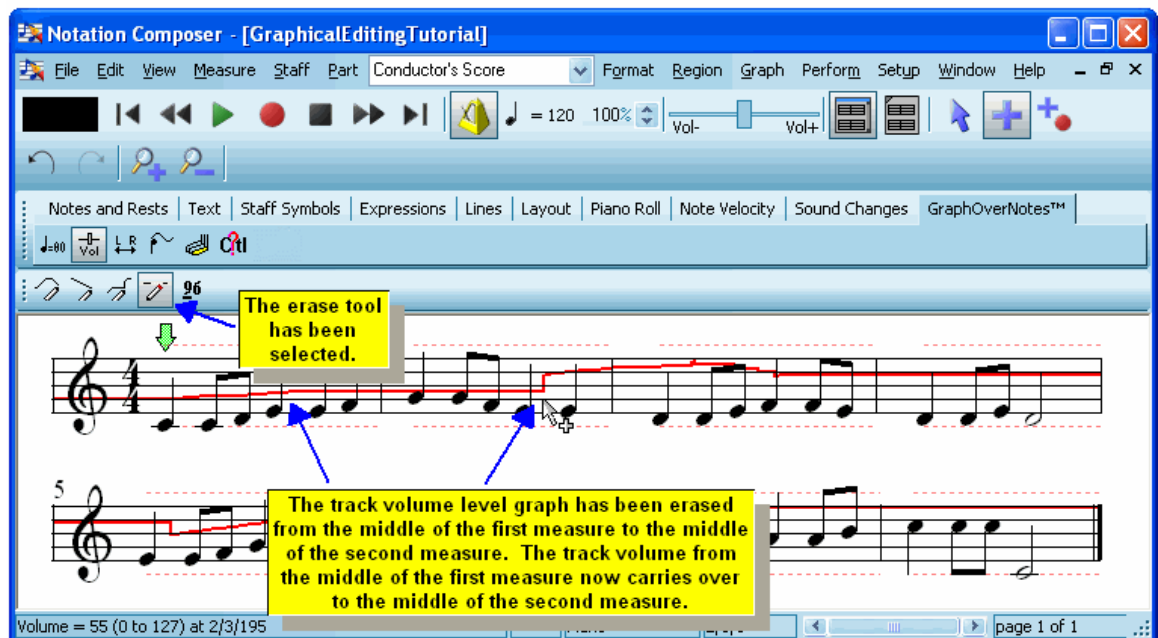 Notation Composer - [GraphicalEditingTutorial]
File Edit View Measure Staff Part Conductor's Score Format Region Graph Perform Setup Window Help
= 120 100% Vol- Vol+
Notes and Rests Text Staff Symbols Expressions Lines Layout Piano Roll Note Velocity Sound Changes GraphOverNotes™
=80 Vol L R Ctl
96
The erase tool
has been
selected.
4
4
5
The track volume level graph has been erased
from the middle of the first measure to the middle
of the second measure. The track volume from
the middle of the first measure now carries over
to the middle of the second measure.
Volume = 55 (0 to 127) at 2/3/195 page 1 of 1